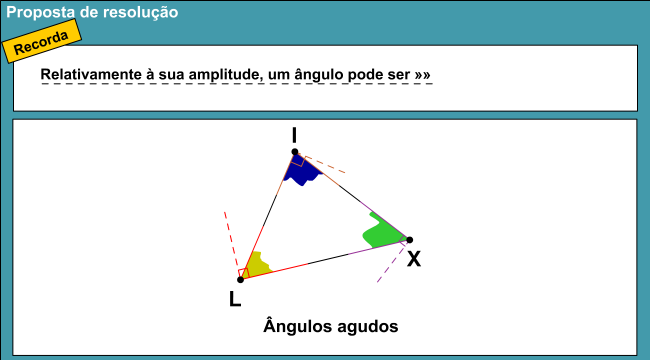 Proposta de resolução
Recorda
Relativamente à sua amplitude, um ângulo pode ser »»
I
X
L
Ângulos agudos